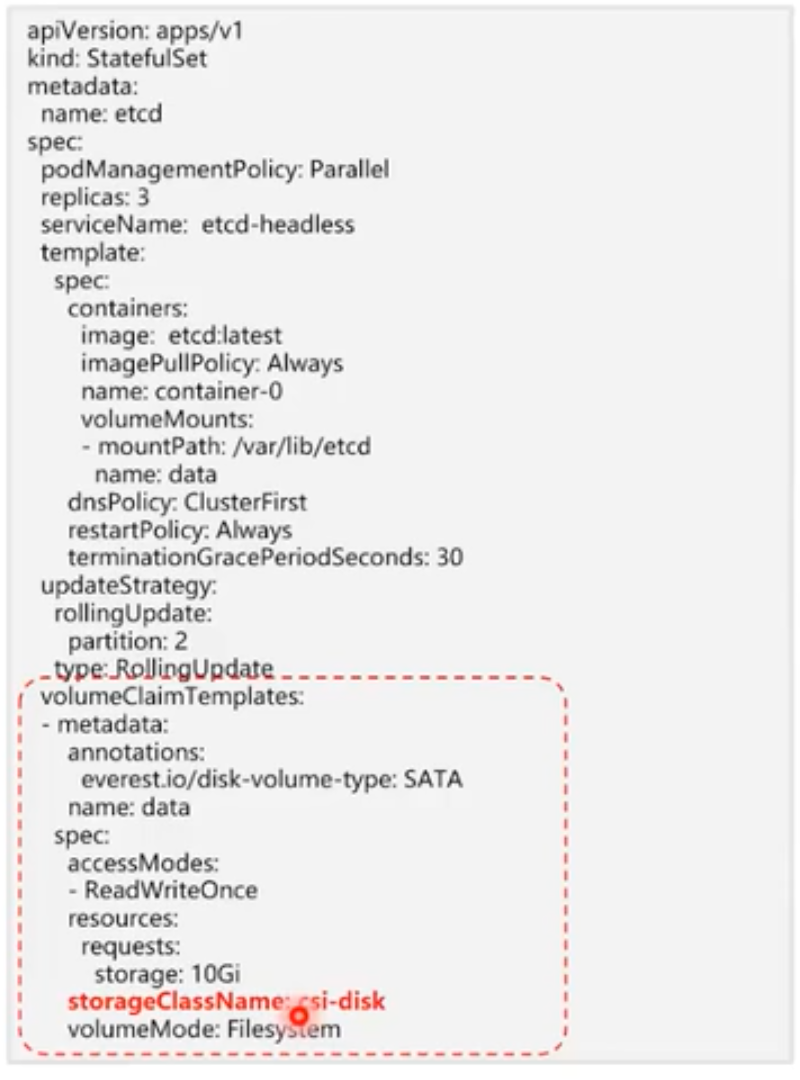 apiVersion: apps/v1
kind: StatefulSet
metadata:
  name: etcd
spec:
  podManagementPolicy: Parallel
  replicas: 3
  serviceName:  etcd-headless
  template:
    spec:
      containers:
        image:  etcd:latest
        imagePullPolicy: Always
        name: container-0
        volumeMounts:
        - mountPath: /var/lib/etcd
          name: data
      dnsPolicy: ClusterFirst
      restartPolicy: Always
      terminationGracePeriodSeconds: 30
  updateStrategy:
    rollingUpdate:
      partition: 2
    type: RollingUpdate
  volumeClaimTemplates:
  - metadata:
      annotations:
        everest.io/disk-volume-type: SATA
      name: data
    spec:
      accessModes:
      - ReadWriteOnce
      resources:
        requests:
          storage: 10Gi
      storageClassName: csi-disk
      volumeMode: Filesystem